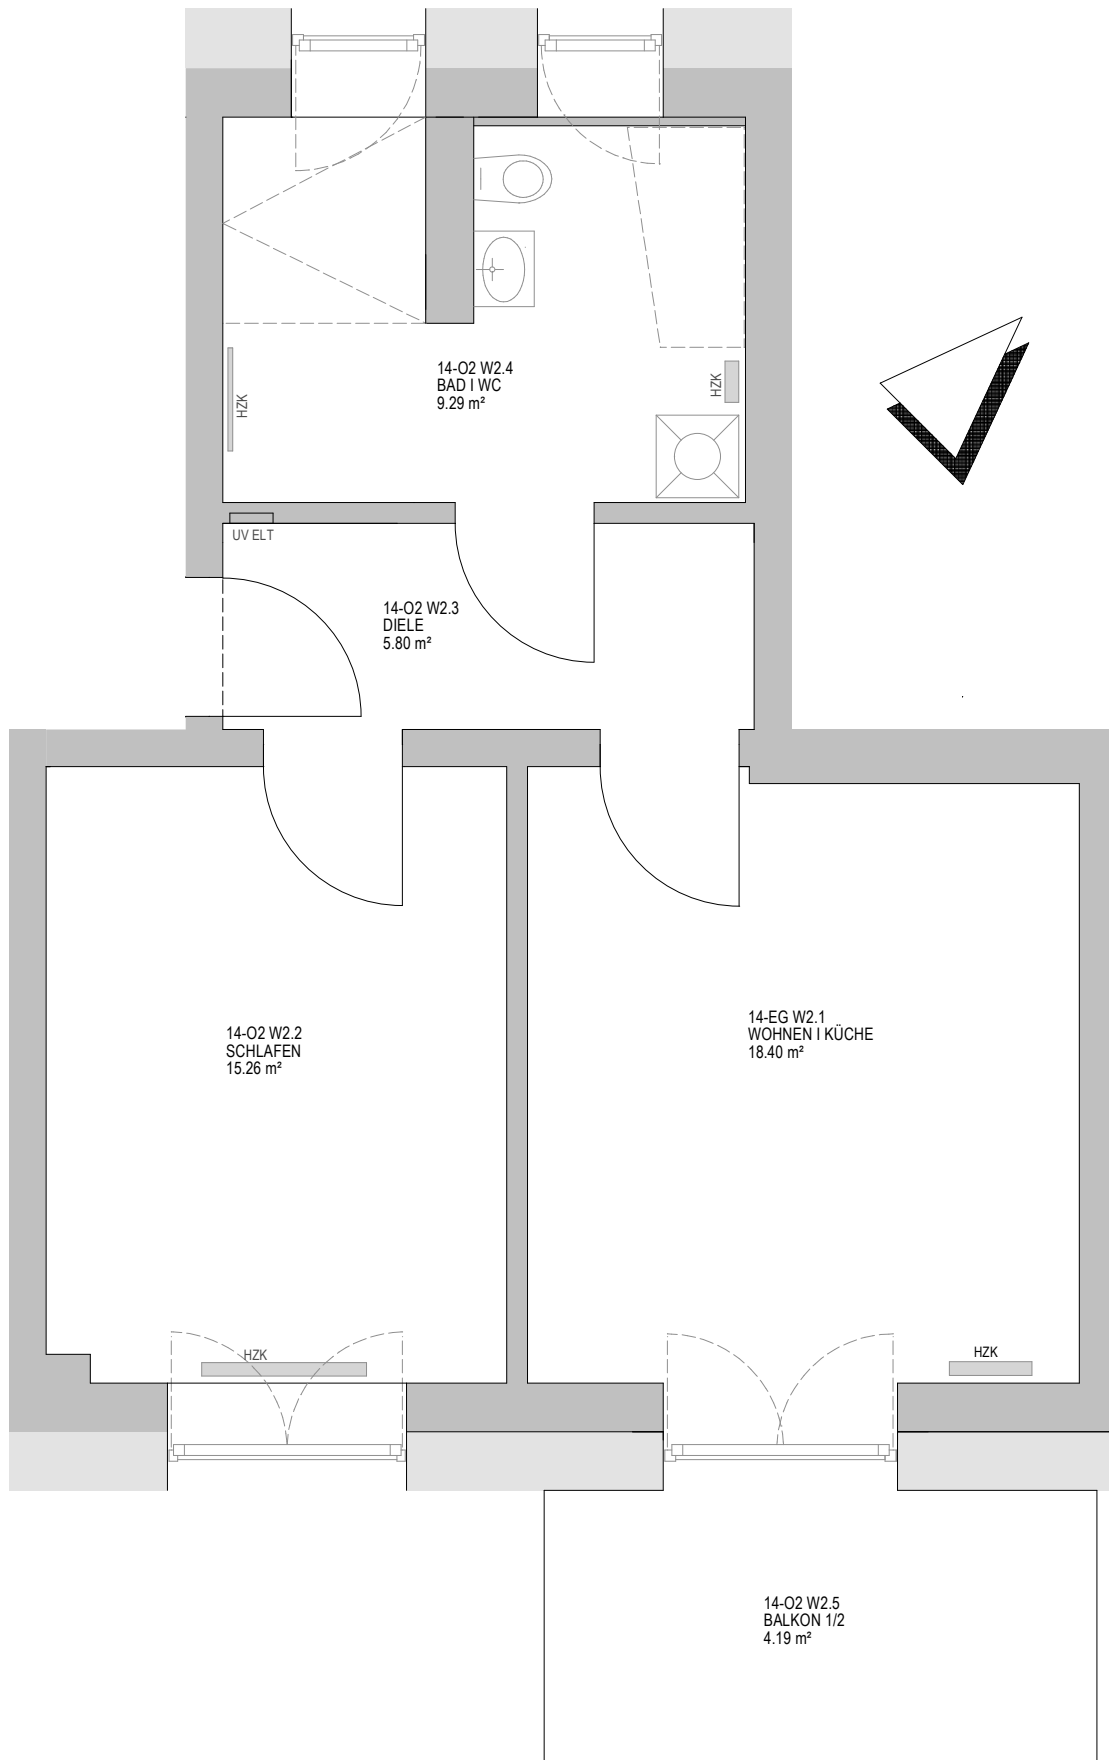 14-O2 W2.4
BAD I WC
9.29 m²
HZK
HZK
UV ELT
14-O2 W2.3
DIELE
5.80 m²
14-O2 W2.2
SCHLAFEN
15.26 m²
14-EG W2.1
WOHNEN I KÜCHE
18.40 m²
HZK
HZK
14-O2 W2.5
BALKON 1/2
4.19 m²